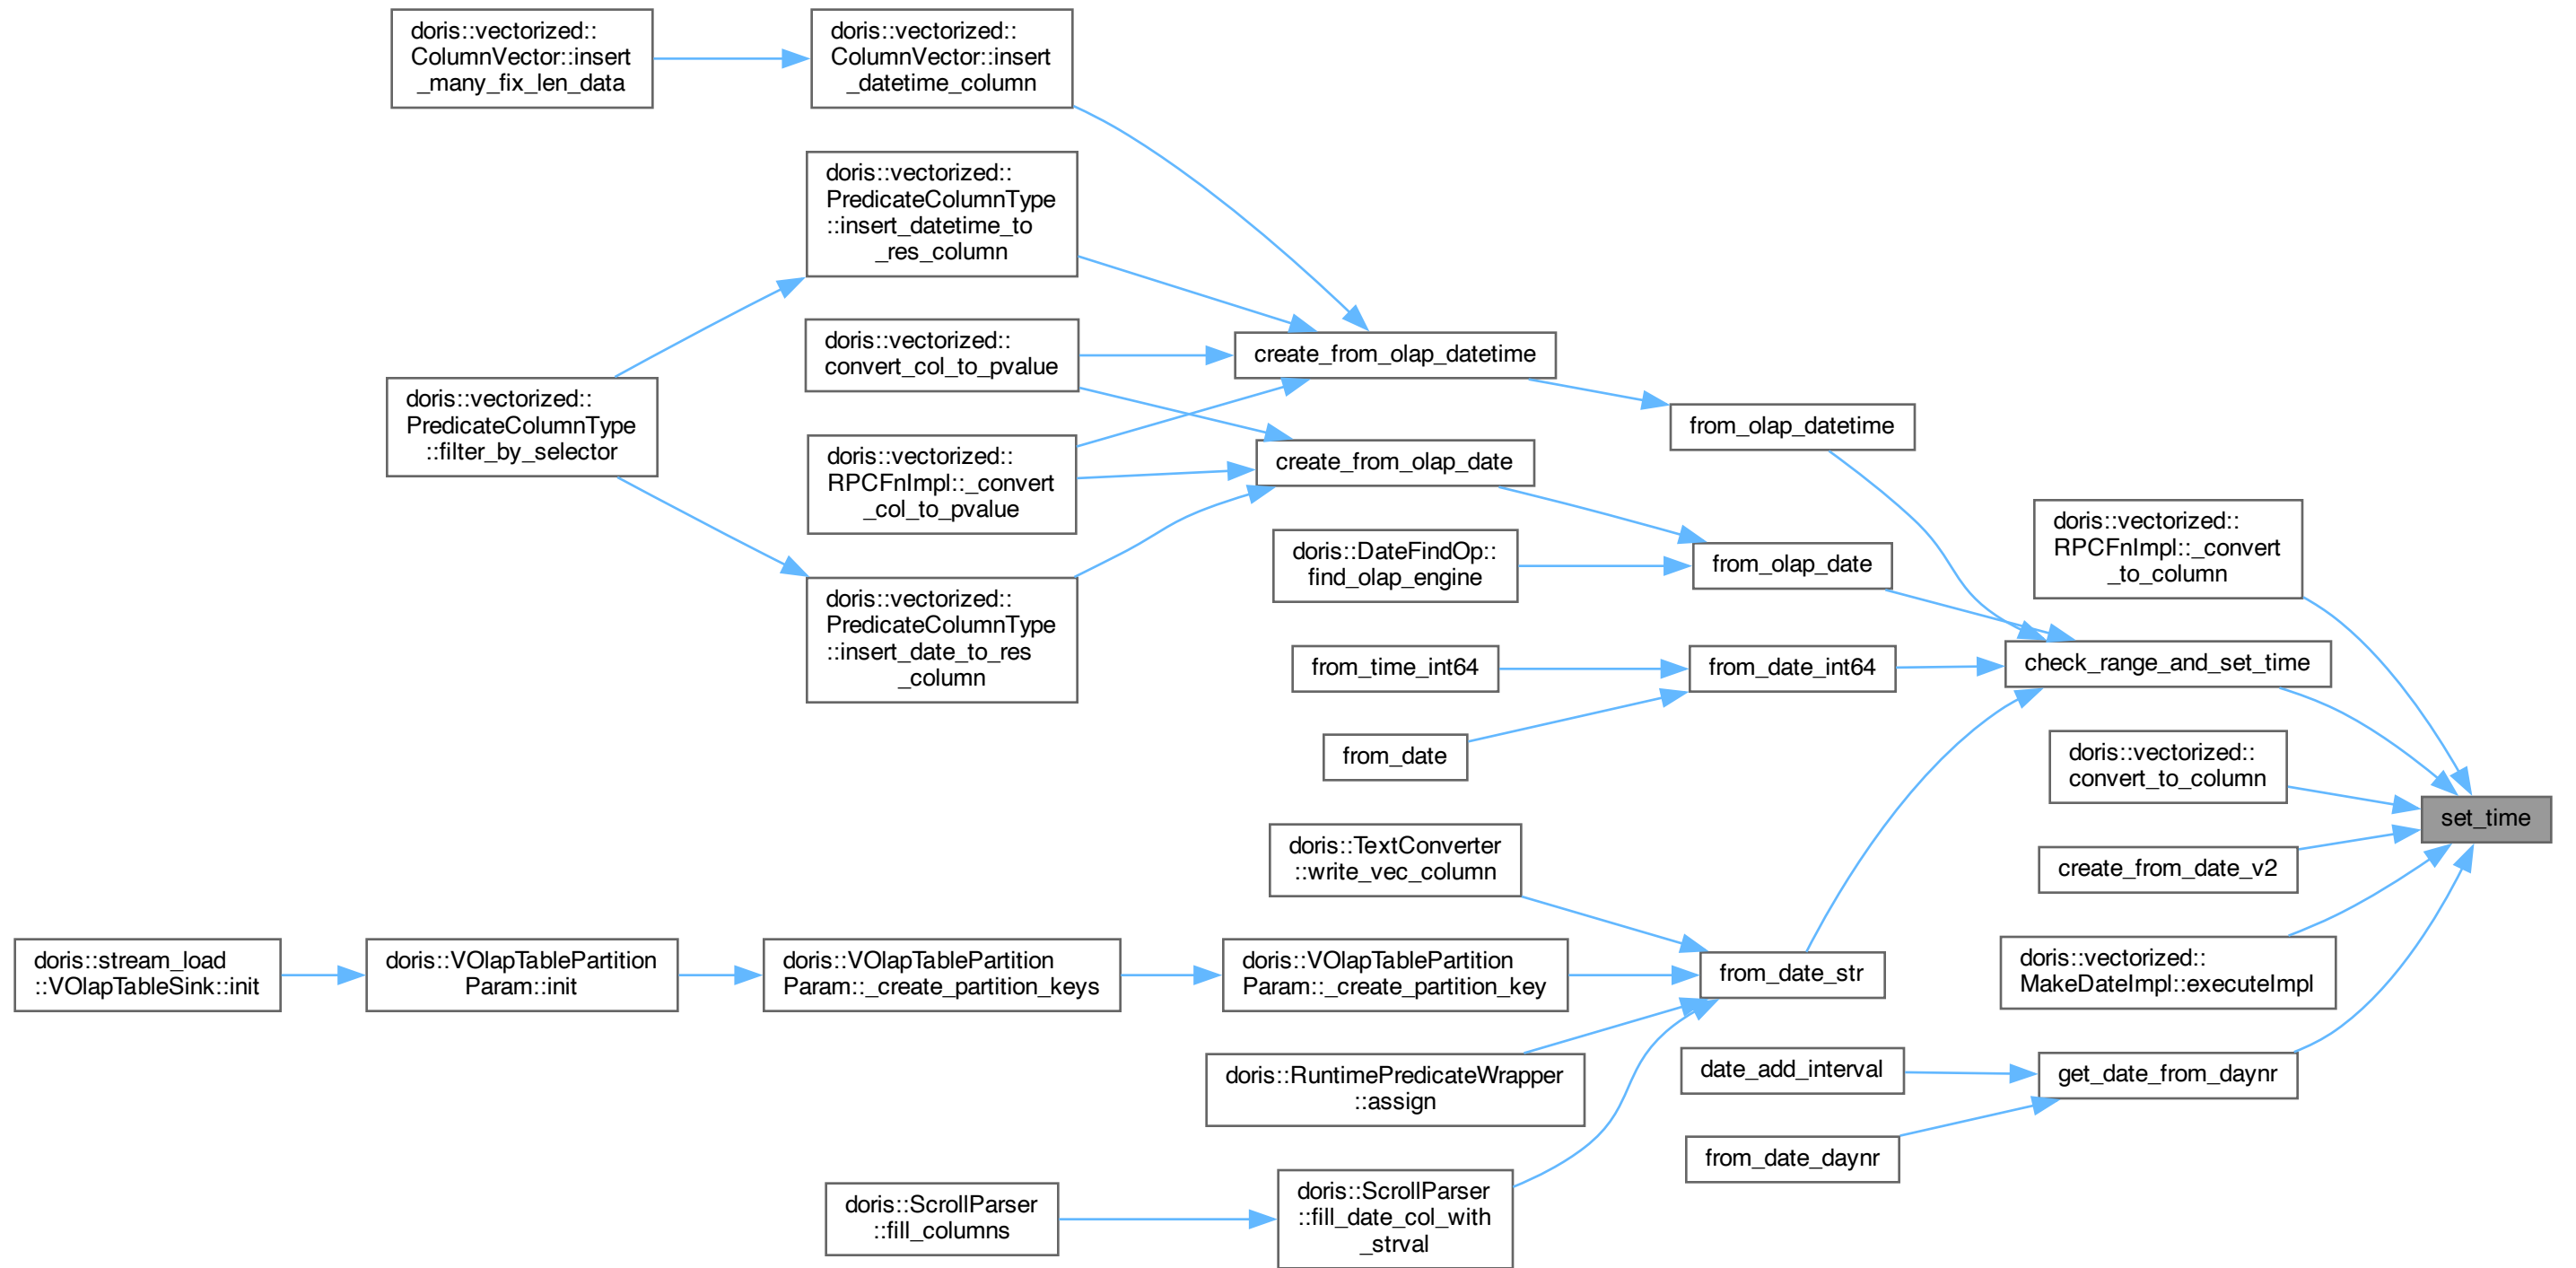 doris::vectorized::
ColumnVector::insert
_many_fix_len_data
doris::vectorized::
ColumnVector::insert
_datetime_column
doris::vectorized::
PredicateColumnType
::insert_datetime_to
_res_column
doris::vectorized::
convert_col_to_pvalue
create_from_olap_datetime
doris::vectorized::
PredicateColumnType
::filter_by_selector
from_olap_datetime
doris::vectorized::
RPCFnImpl::_convert
_col_to_pvalue
create_from_olap_date
doris::vectorized::
RPCFnImpl::_convert
_to_column
doris::DateFindOp::
find_olap_engine
from_olap_date
doris::vectorized::
PredicateColumnType
::insert_date_to_res
_column
from_time_int64
from_date_int64
check_range_and_set_time
from_date
doris::vectorized::
convert_to_column
set_time
doris::TextConverter
::write_vec_column
create_from_date_v2
doris::stream_load
::VOlapTableSink::init
doris::VOlapTablePartition
Param::init
doris::VOlapTablePartition
Param::_create_partition_keys
doris::VOlapTablePartition
Param::_create_partition_key
from_date_str
doris::vectorized::
MakeDateImpl::executeImpl
doris::RuntimePredicateWrapper
::assign
date_add_interval
get_date_from_daynr
from_date_daynr
doris::ScrollParser
::fill_columns
doris::ScrollParser
::fill_date_col_with
_strval